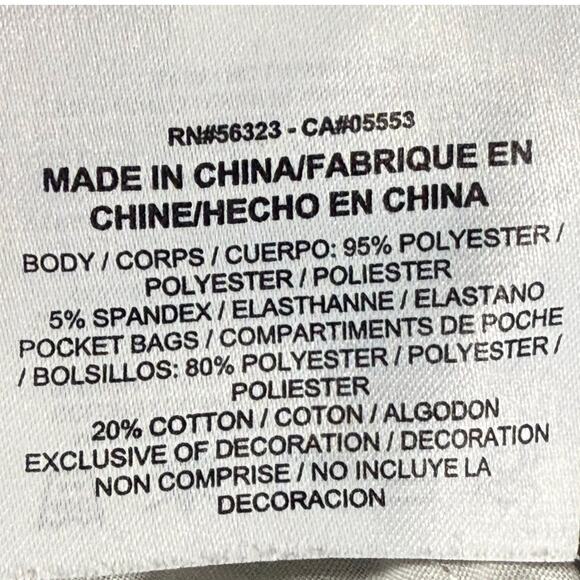 RN#56323 - CA#05553
MADE IN CHINA/FABRIQUE EN
CHINE/HECHO EN CHINA
BODY / CORPS / CUERPO: 95% POLYESTER /
POLYESTER / POLIESTER
5% SPANDEX / ELASTHANNE / ELASTANO
POCKET BAGS / COMPARTIMENTS DE POCHE
/ BOLSILLOS: 80% POLYESTER / POLYESTER /
POLIESTER
20% COTTON / COTON / ALGODON
EXCLUSIVE OF DECORATION / DECORATION
NON COMPRISE / NO INCLUYE LA
DECORACION